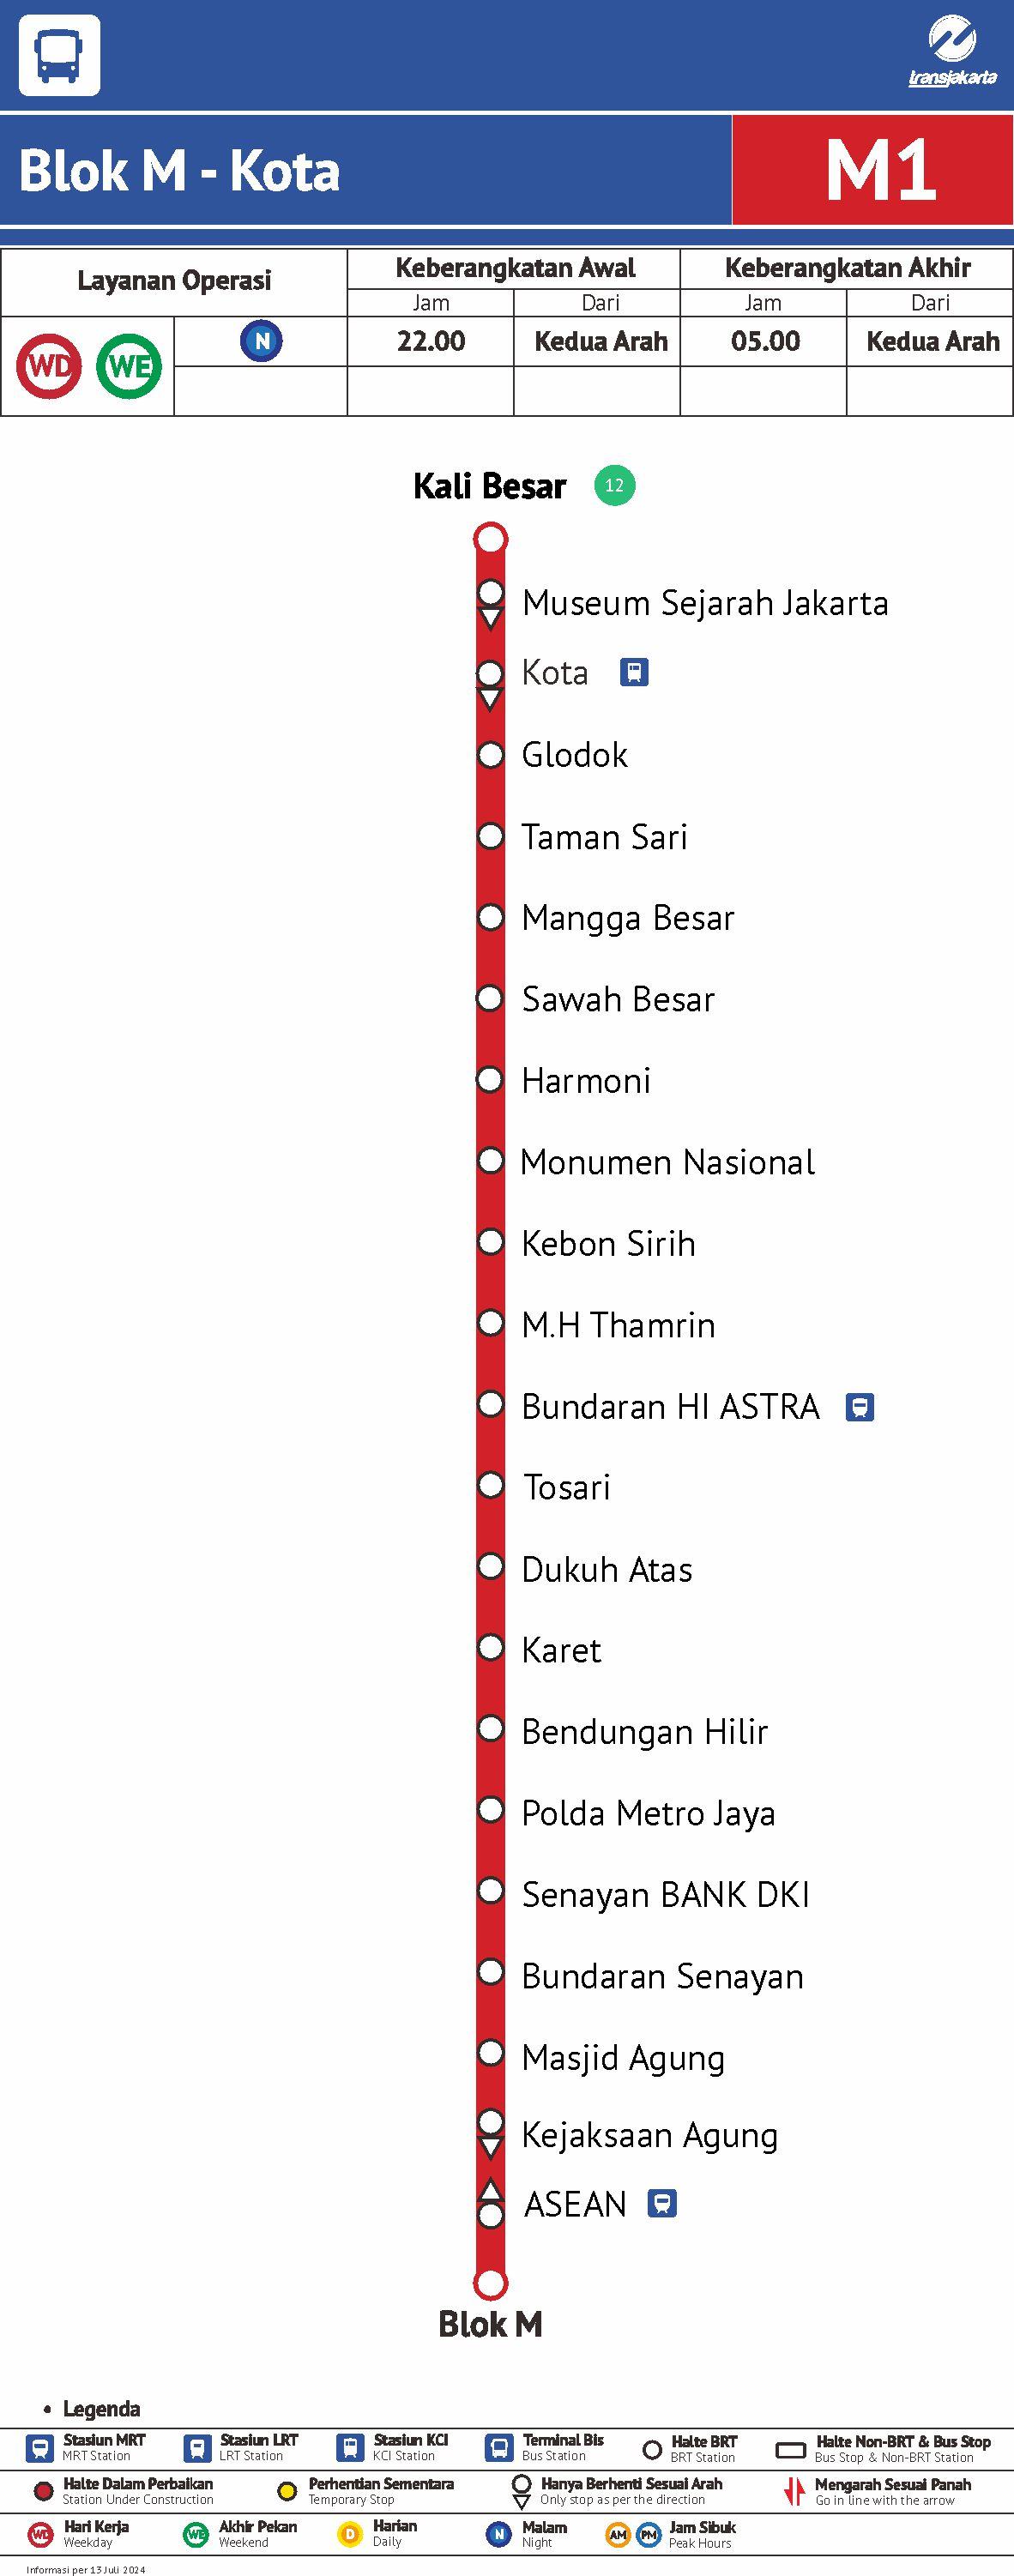 transjakarta
Blok M - Kota
M1
Layanan Operasi
Keberangkatan Awal
Keberangkatan Akhir
Jam
Dari
Jam
Dari
WD
WE
N
22.00
Kedua Arah
05.00
Kedua Arah
Kali Besar
12
Museum Sejarah Jakarta
Kota
Glodok
Taman Sari
Mangga Besar
Sawah Besar
Harmoni
Monumen Nasional
Kebon Sirih
M.H Thamrin
Bundaran HI ASTRA
Tosari
Dukuh Atas
Karet
Bendungan Hilir
Polda Metro Jaya
Senayan BANK DKI
Bundaran Senayan
Masjid Agung
Kejaksaan Agung
ASEAN
Blok M
• Legenda
Stasiun MRT
MRT Station
Stasiun LRT
LRT Station
Stasiun KCI
KCI Station
Terminal Bis
Bus Station
Halte BRT
BRT Station
Halte Non-BRT & Bus Stop
Bus Stop & Non-BRT Station
Halte Dalam Perbaikan
Station Under Construction
Perhentian Sementara
Temporary Stop
Hanya Berhenti Sesuai Arah
Only stop as per the direction
Mengarah Sesuai Panah
Go in line with the arrow
WD
Hari Kerja
Weekday
WE
Akhir Pekan
Weekend
D
Harian
Daily
N
Malam
Night
AM
PM
Jam Sibuk
Peak Hours
Informasi per 13 Juli 2024